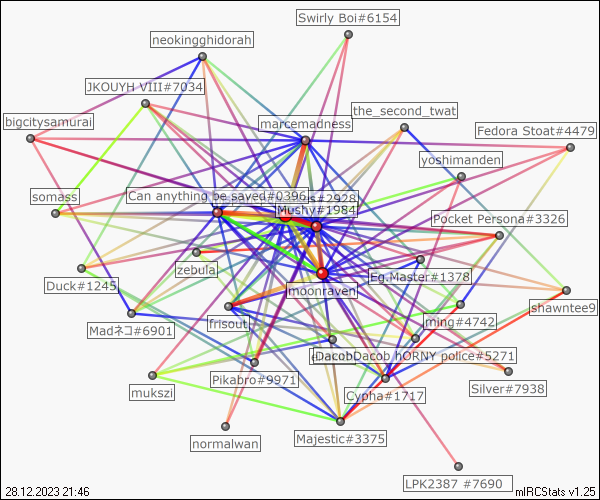 Swirly Boi#6154
neokingghidorah
JKOUYH VIII#7034
the_second_twat
bigcitysamurai
marcemadness
Fedora Stoat#4479
yoshimanden
Can anything be saved#0396
#2928
somass
Mushy#1984
Pocket Persona#3326
zebula
Eg.Master#1378
Duck#1245
moonraven
shawntee9
Madネコ#6901
frisout
ming#4742
DacobDacob hORNY police#5271
Pikabro#9971
Silver#7938
mukszi
Cypha#1717
normalwan
Majestic#3375
LPK2387 #7690
28.12.2023 21:46
mIRCStats v1.25